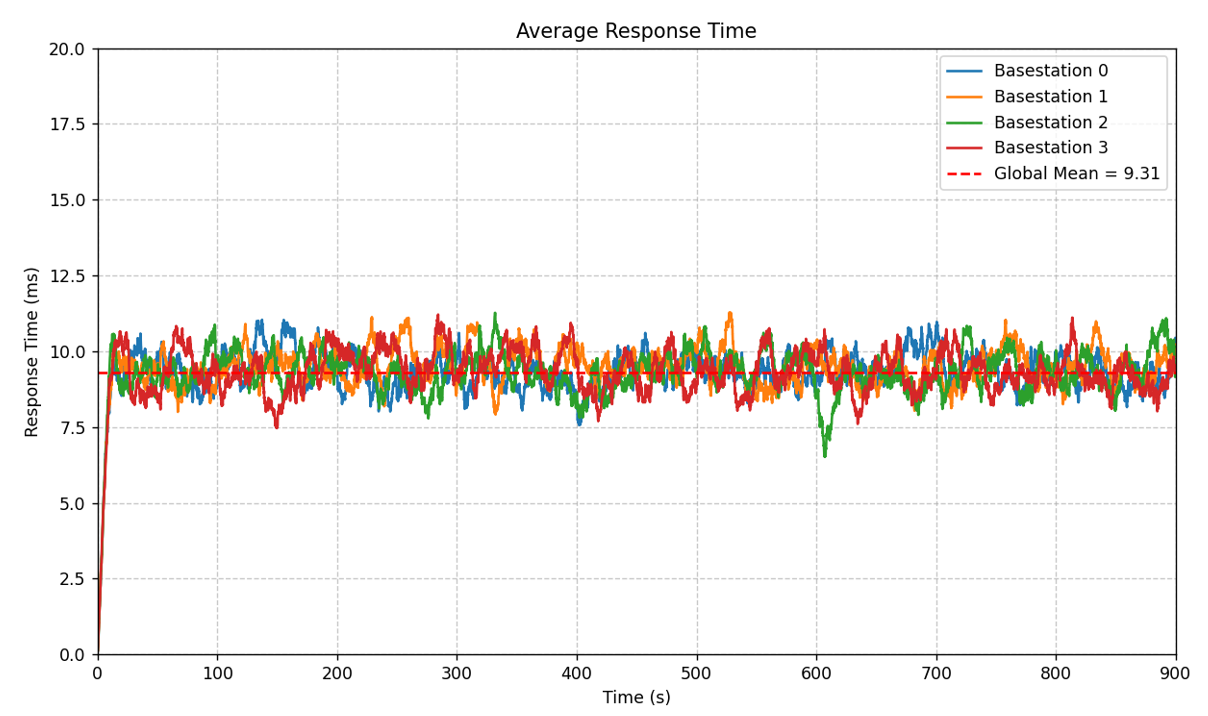 Average Response Time
20.0
17.5
15.0
12.5
10.0
7.5
5.0
2.5
0.0
Response Time (ms)
Basestation 0
Basestation 1
Basestation 2
Basestation 3
Global Mean = 9.31
0 100 200 300 400 500 600 700 800 900
Time (s)